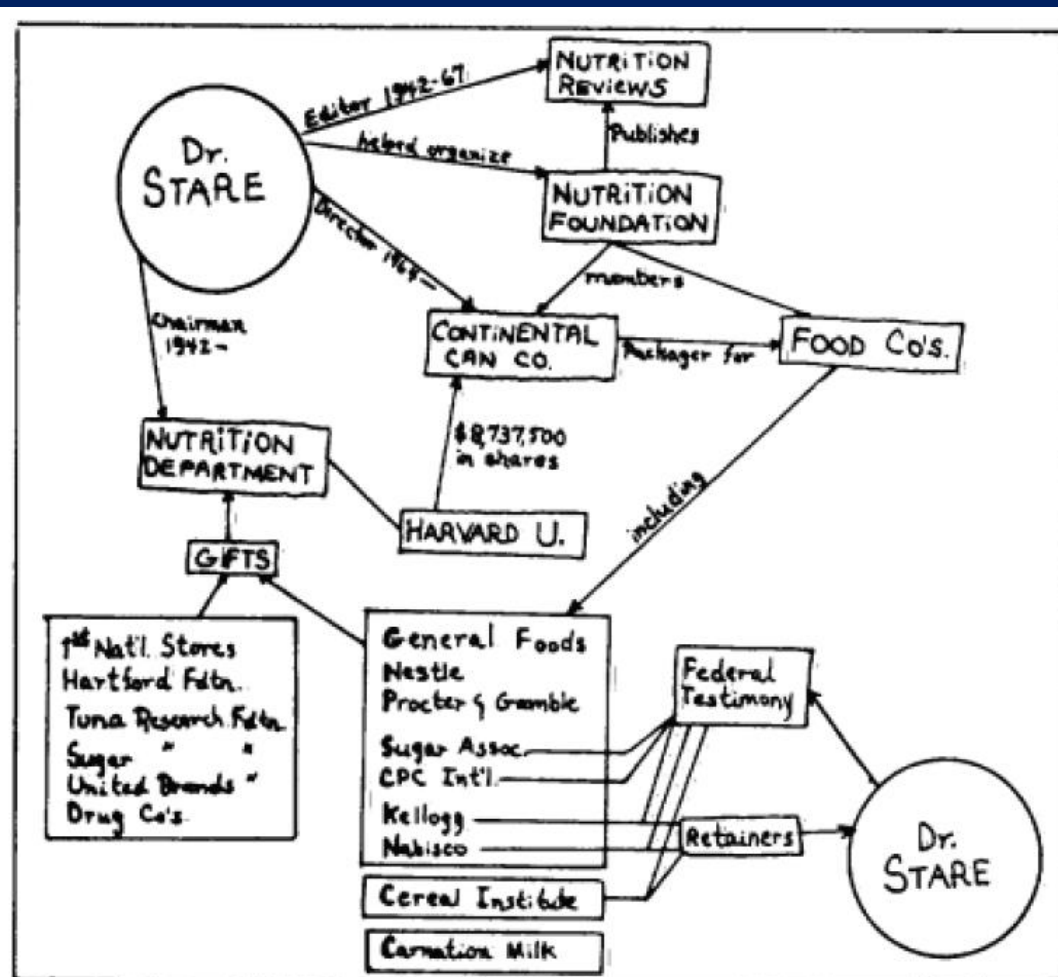 Dr.
STARE
Editor 1942-67
NUTRITION
REVIEWS
Publishes
helped organize
NUTRITION
FOUNDATION
Director 1964—
members
CONTINENTAL
CAN CO.
Packager for
FOOD Co's.
chairman
1942—
NUTRITION
DEPARTMENT
$8,737,500
in shares
HARVARD U.
including
GIFTS
1st Nat'l. Stores
Hartford Fdtn.
Tuna Research Fdtn.
Sugar " "
United Brands "
Drug Co's.
General Foods
Nestle
Procter & Gamble
Sugar Assoc.
CPC Int'l.
Kellogg
Nabisco
Cereal Institute
Carnation Milk
Federal
Testimony
Retainers
Dr.
STARE